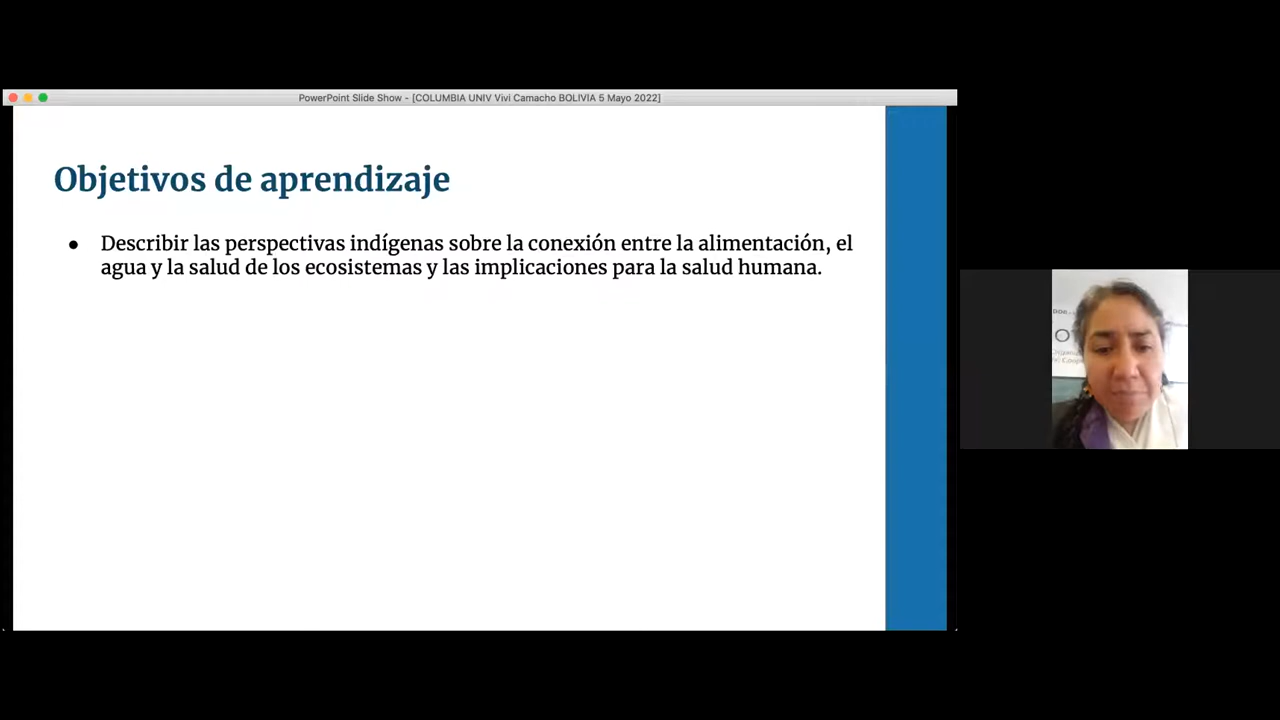 PowerPoint Slide Show - [COLUMBIA UNIV Vivi Camacho BOLIVIA 5 Mayo 2022]
Objetivos de aprendizaje
● Describir las perspectivas indígenas sobre la conexión entre la alimentación, el
agua y la salud de los ecosistemas y las implicaciones para la salud humana.